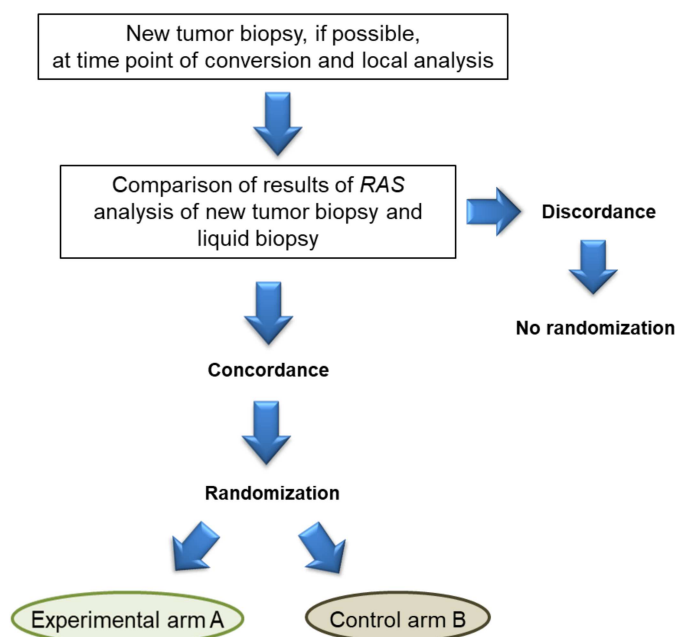 New tumor biopsy, if possible,
at time point of conversion and local analysis
Comparison of results of RAS
analysis of new tumor biopsy and
liquid biopsy
Discordance
No randomization
Concordance
Randomization
Experimental arm A
Control arm B